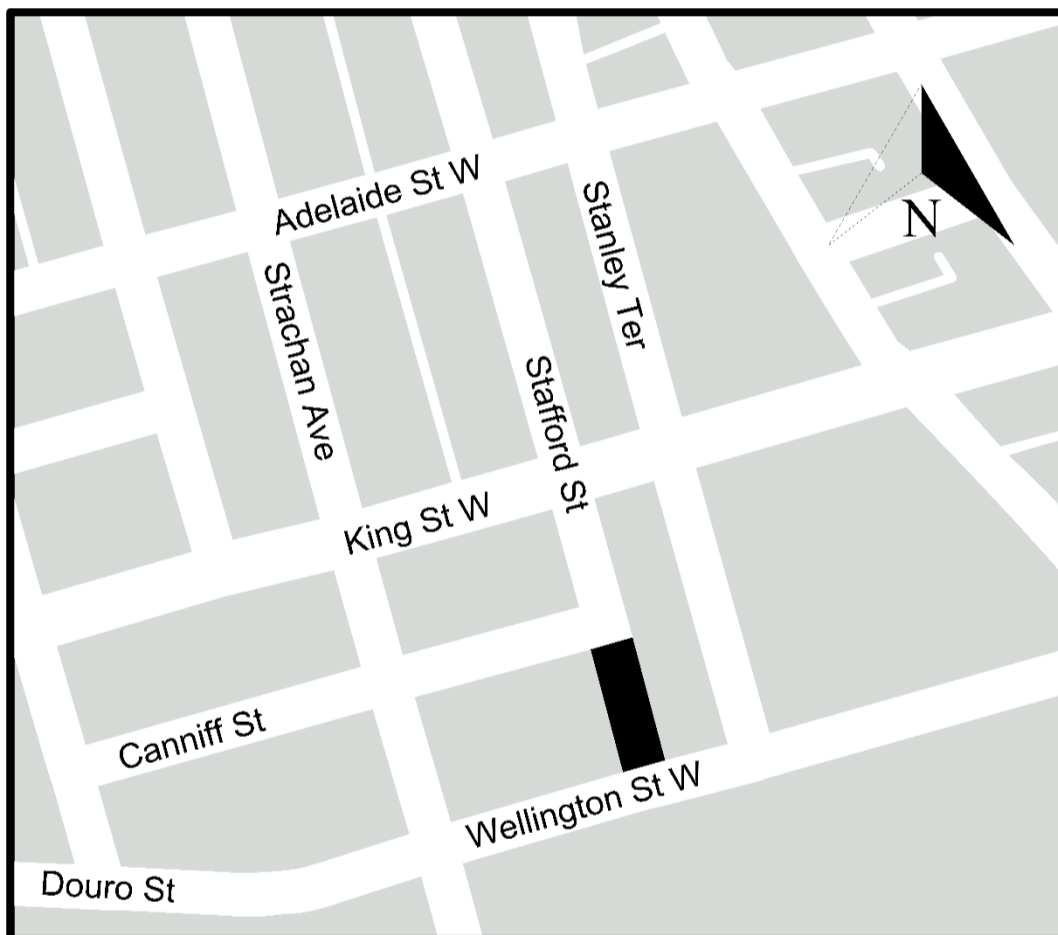 Adelaide St W
Stanley Ter
N
Strachan Ave
Stafford St
King St W
Canniff St
Wellington St W
Douro St